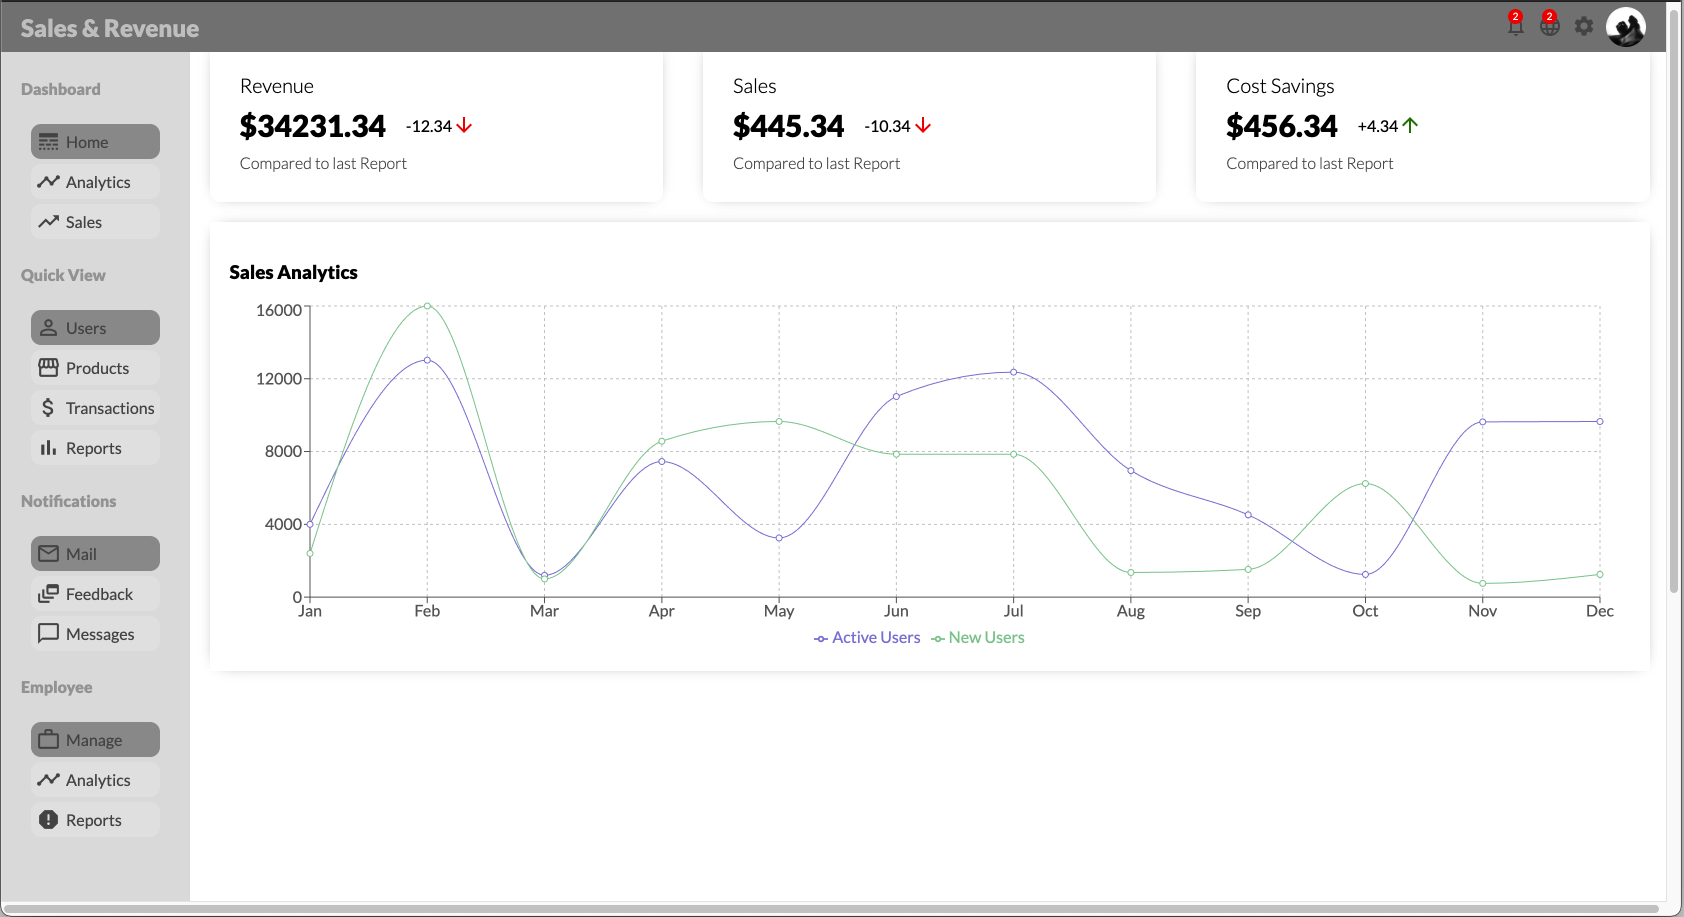 Sales & Revenue
2
2
Dashboard
Home
Analytics
Sales
Quick View
Users
Products
Transactions
Reports
Notifications
Mail
Feedback
Messages
Employee
Manage
Analytics
Reports
Revenue
$34231.34 -12.34
Compared to last Report
Sales
$445.34 -10.34
Compared to last Report
Cost Savings
$456.34 +4.34
Compared to last Report
Sales Analytics
16000
12000
8000
4000
0
Jan Feb Mar Apr May Jun Jul Aug Sep Oct Nov Dec
Active Users New Users